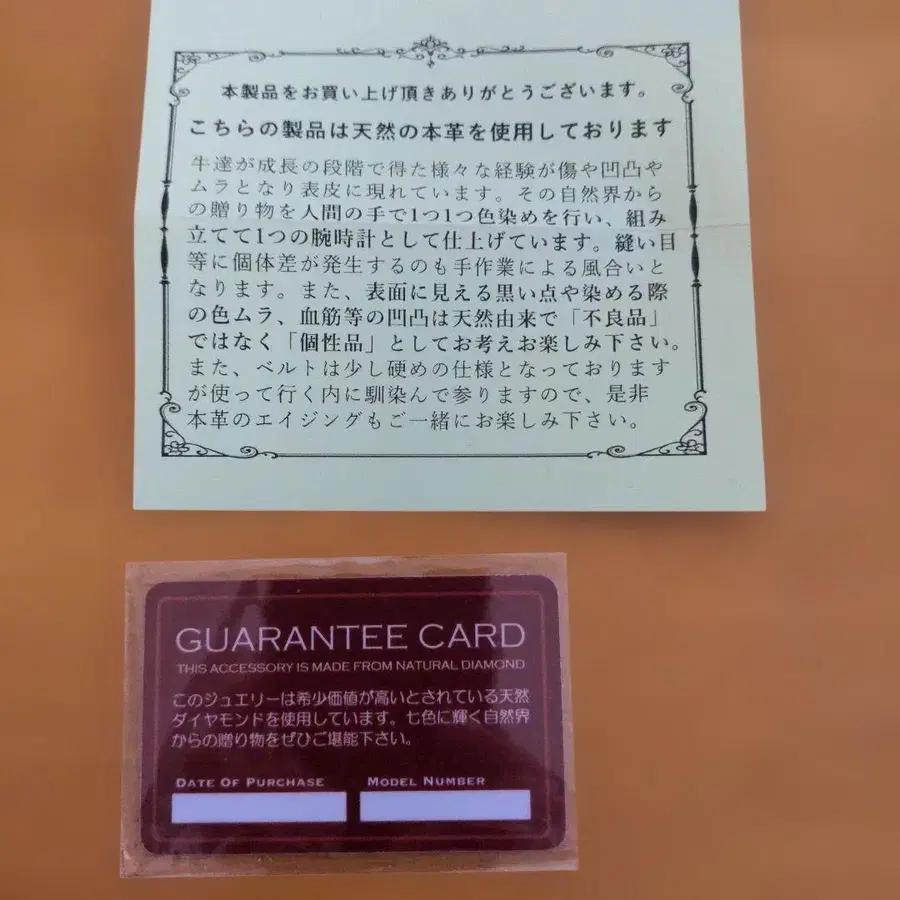 本製品をお買い上げ頂きありがとうございます。
こちらの製品は天然の本革を使用しております
牛達が成長の段階で得た様々な経験が傷や凹凸や
ムラとなり表皮に現れています。その自然界から
の贈り物を人間の手で1つ1つ色染めを行い、組み
立てて1つの腕時計として仕上げています。縫い目
等に個体差が発生するのも手作業による風合いと
なります。また、表面に見える黒い点や染める際
の色ムラ、血筋等の凹凸は天然由来で「不良品」
ではなく「個性品」としてお考えお楽しみ下さい。
また、ベルトは少し硬めの仕様となっております
が使って行く内に馴染んで参りますので、是非
本革のエイジングもご一緒にお楽しみ下さい。
GUARANTEE CARD
THIS ACCESSORY IS MADE FROM NATURAL DIAMOND
このジュエリーは希少価値が高いとされている天然
ダイヤモンドを使用しています。七色に輝く自然界
からの贈り物をぜひご堪能下さい。
DATE OF PURCHASE MODEL NUMBER